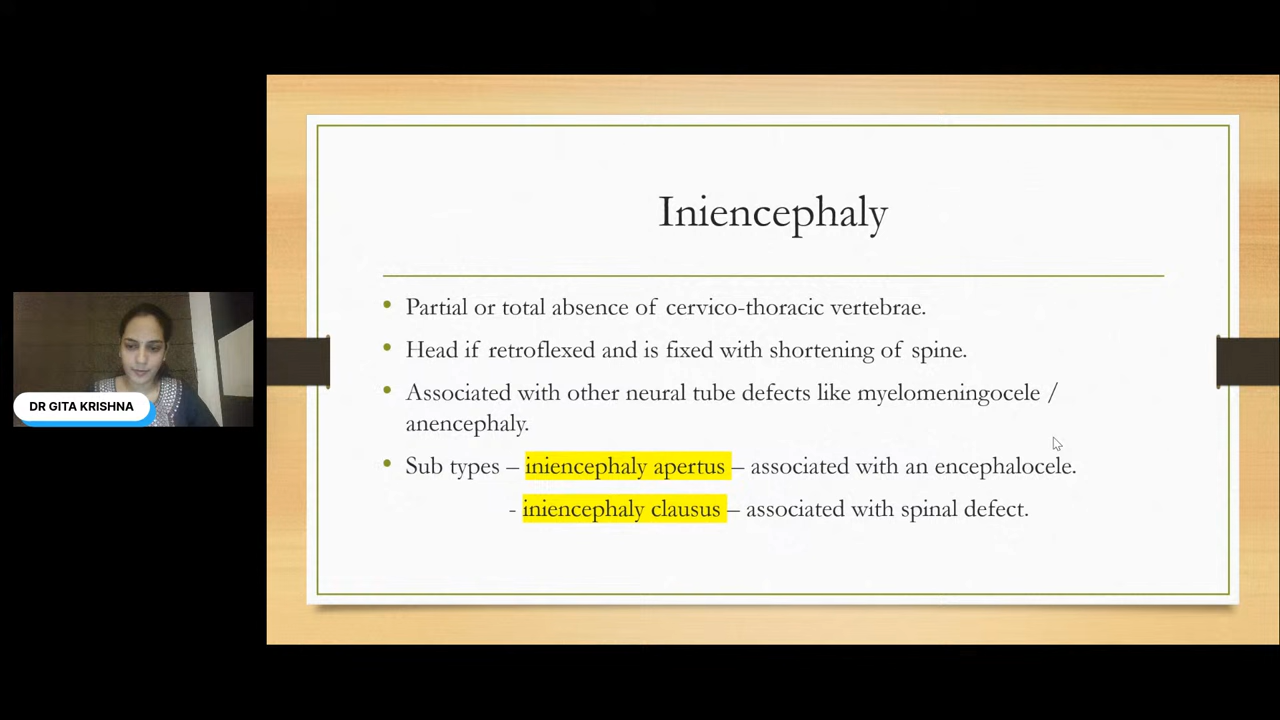 Iniencephaly
Partial or total absence of cervico-thoracic vertebrae.
Head if retroflexed and is fixed with shortening of spine.
Associated with other neural tube defects like myelomeningocele /
anencephaly.
Sub types – iniencephaly apertus – associated with an encephalocele.
- iniencephaly clausus – associated with spinal defect.
DR GITA KRISHNA